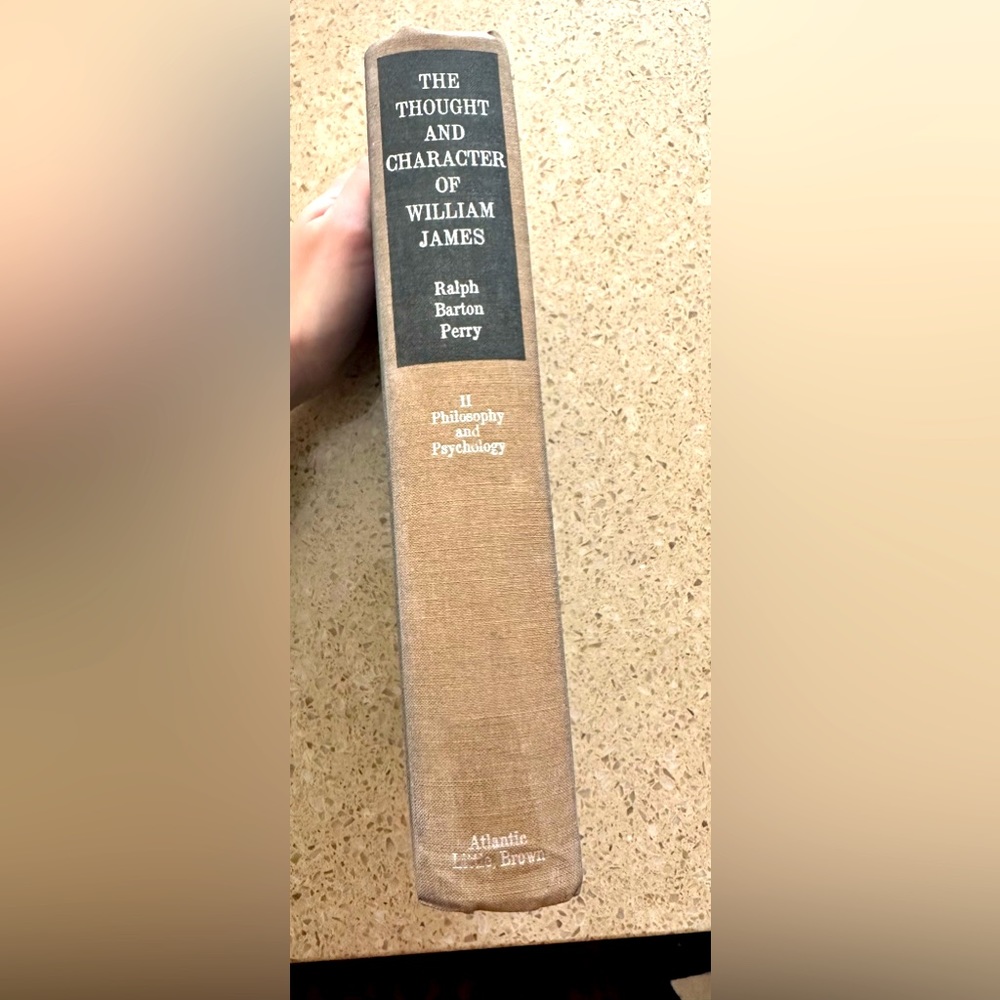 THE
THOUGHT
AND
CHARACTER
OF
WILLIAM
JAMES
Ralph
Barton
Perry
II
Philosophy
and
Psychology
Atlantic
Little, Brown